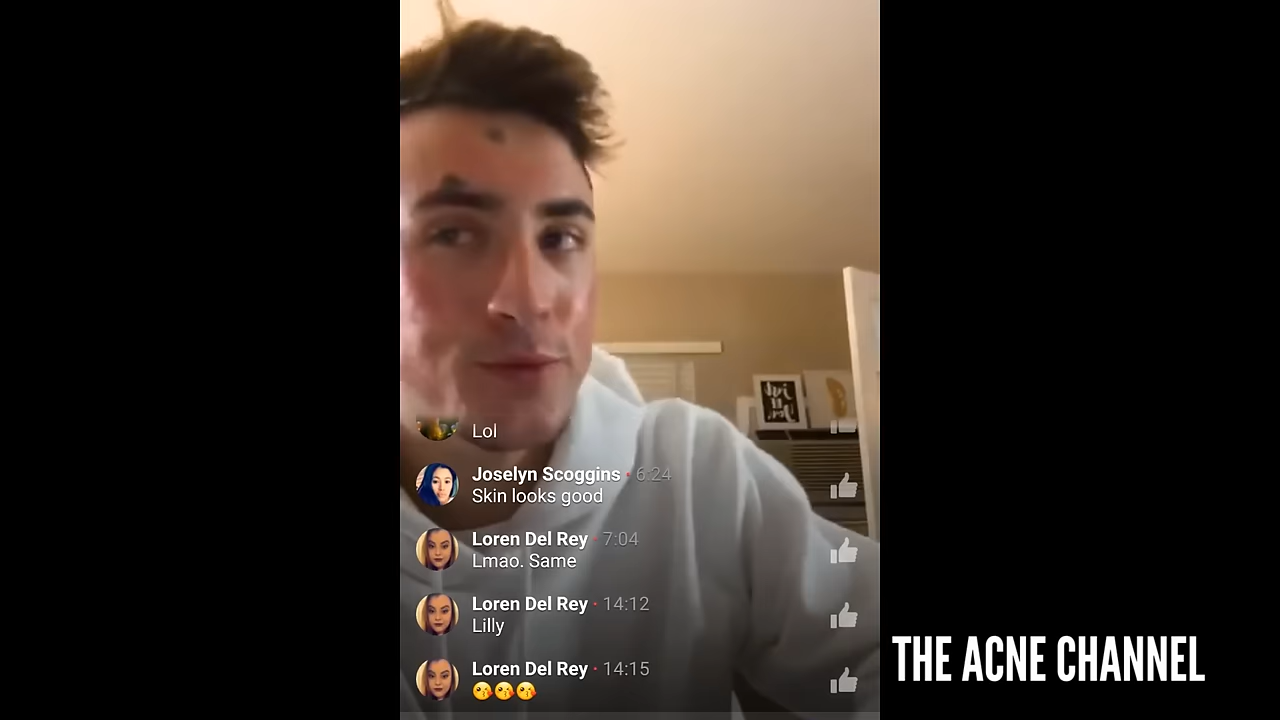 Lol
Joselyn Scoggins • 6:24
Skin looks good
Loren Del Rey • 7:04
Lmao. Same
Loren Del Rey • 14:12
Lilly
Loren Del Rey • 14:15
😘😘😘
THE ACNE CHANNEL